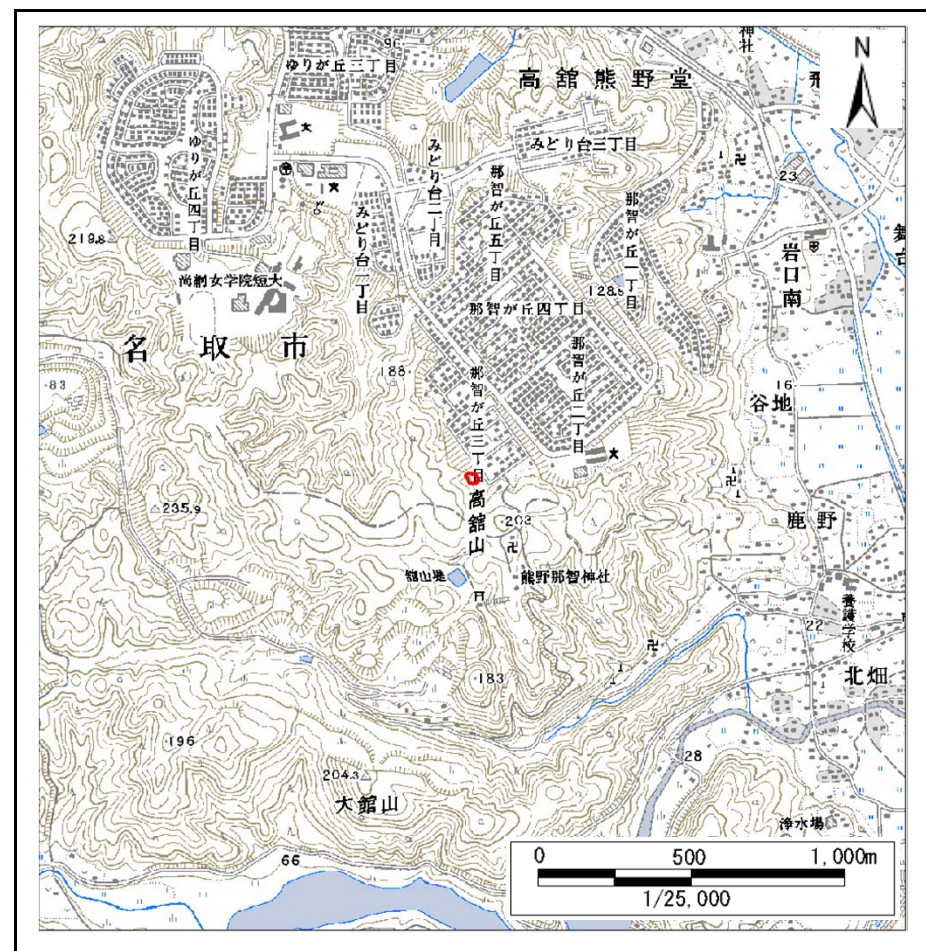 96
神社
ゆりが丘三丁目
高舘熊野堂
飛
N
みどり台三丁目
みどり台二丁目
ゆりが丘四丁目
那智が丘五丁目
那智が丘一丁目
23
みどり台一丁目
219.8
舞台
岩口南
尚絅女学院短大
128.5
那智が丘四丁目
名取市
188
那智が丘三丁目
那智が丘二丁目
83
16
谷地
235.9
高舘山
203
鹿野
舘山堤
熊野那智神社
養護学校
22
183
北畑
196
28
204.3
大舘山
浄水場
66
0 500 1,000m
1/25,000